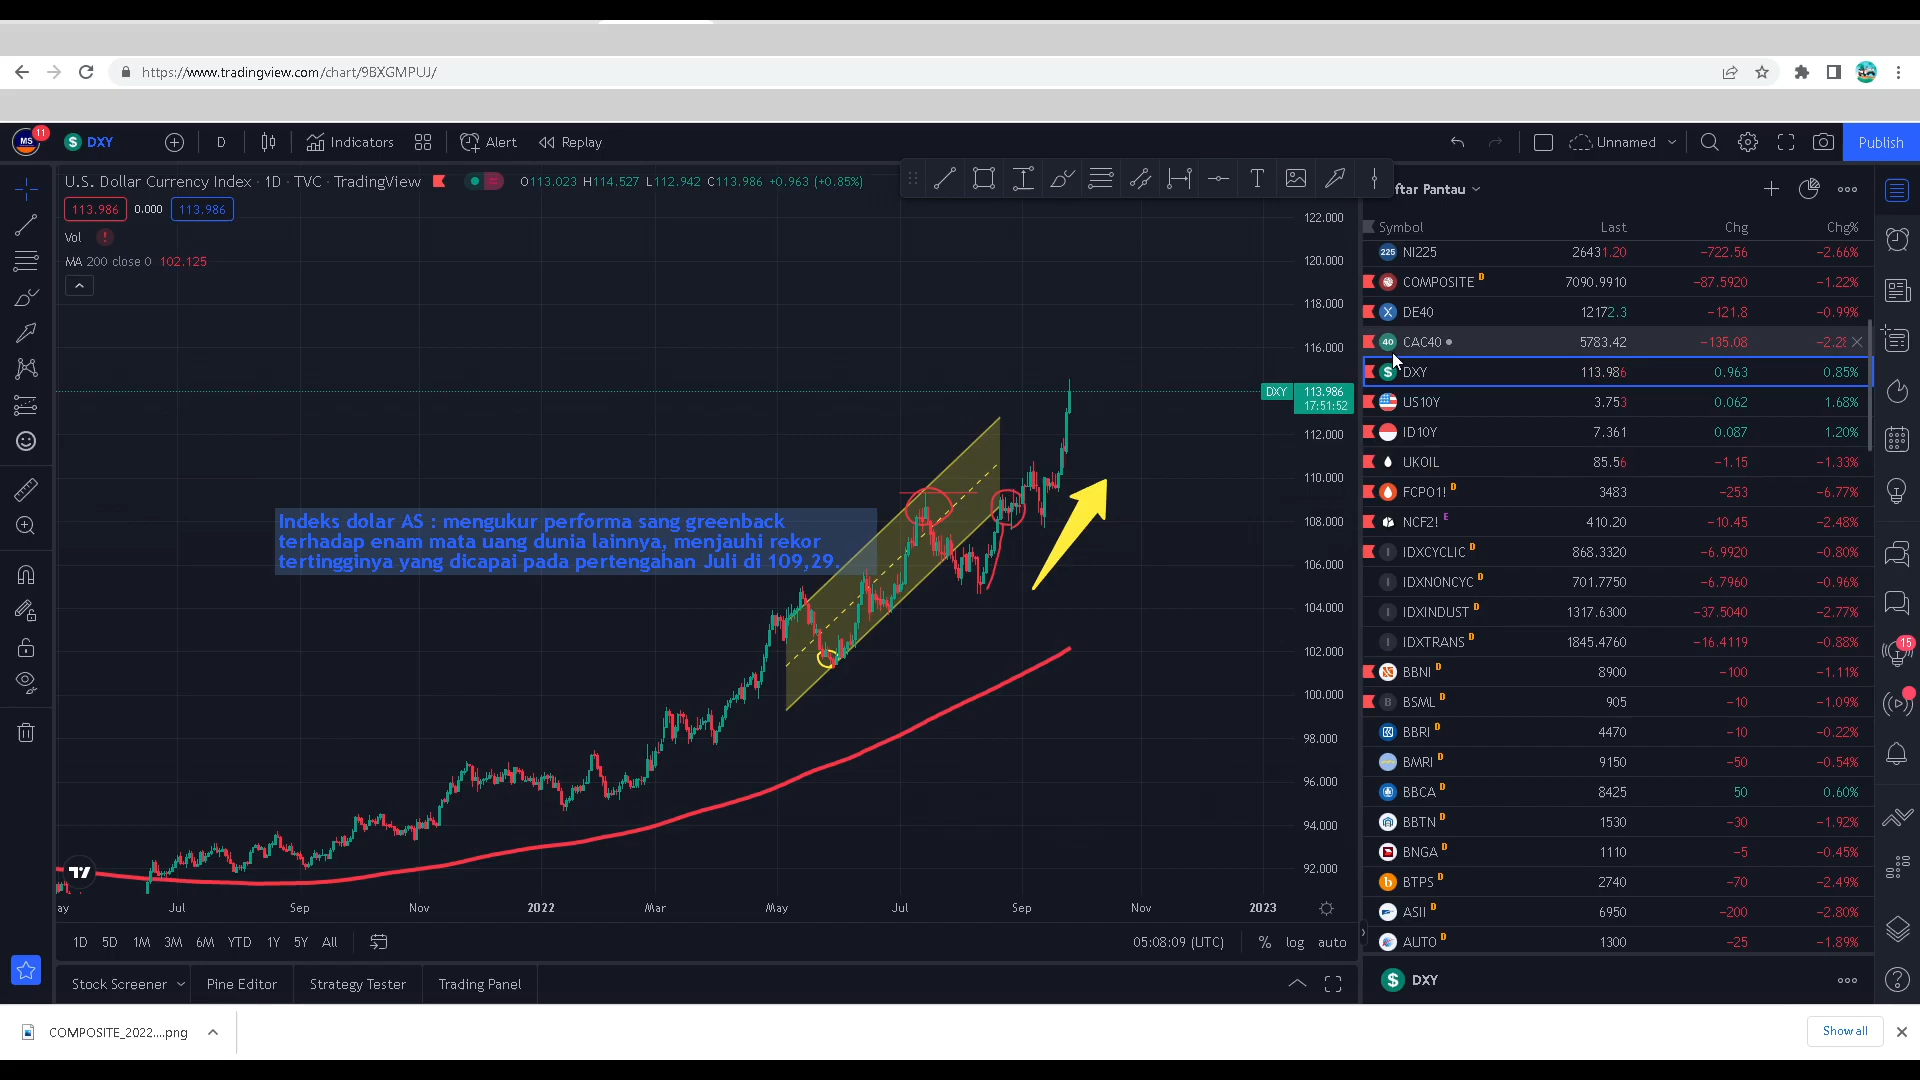 https://www.tradingview.com/chart/9BXGMPUJ/
MS 11 DXY D Indicators Alert Replay Unnamed Publish
U.S. Dollar Currency Index · 1D · TVC · TradingView O113.023 H114.527 L112.942 C113.986 +0.963 (+0.85%)
113.986 0.000 113.986
Vol
MA 200 close 0 102.125
Indeks dolar AS : mengukur performa sang greenback
terhadap enam mata uang dunia lainnya, menjauhi rekor
tertingginya yang dicapai pada pertengahan Juli di 109,29.
122.000
120.000
118.000
116.000
DXY 113.986
17:51:52
112.000
110.000
108.000
106.000
104.000
102.000
100.000
98.000
96.000
94.000
92.000
ay Jul Sep Nov 2022 Mar May Jul Sep Nov 2023
1D 5D 1M 3M 6M YTD 1Y 5Y All 05:08:09 (UTC) % log auto
Stock Screener Pine Editor Strategy Tester Trading Panel
ftar Pantau
Symbol Last Chg Chg%
NI225 26431.20 −722.56 −2.66%
COMPOSITE D 7090.9910 −87.5920 −1.22%
DE40 12172.3 −121.8 −0.99%
CAC40 5783.42 −135.08 −2.28
DXY 113.986 0.963 0.85%
US10Y 3.753 0.062 1.68%
ID10Y 7.361 0.087 1.20%
UKOIL 85.56 −1.15 −1.33%
FCPO1! D 3483 −253 −6.77%
NCF2! E 410.20 −10.45 −2.48%
IDXCYCLIC D 868.3320 −6.9920 −0.80%
IDXNONCYC D 701.7750 −6.7960 −0.96%
IDXINDUST D 1317.6300 −37.5040 −2.77%
IDXTRANS D 1845.4760 −16.4119 −0.88%
BBNI D 8900 −100 −1.11%
BSML D 905 −10 −1.09%
BBRI D 4470 −10 −0.22%
BMRI D 9150 −50 −0.54%
BBCA D 8425 50 0.60%
BBTN D 1530 −30 −1.92%
BNGA D 1110 −5 −0.45%
BTPS D 2740 −70 −2.49%
ASII D 6950 −200 −2.80%
AUTO D 1300 −25 −1.89%
DXY
15
COMPOSITE_2022....png Show all